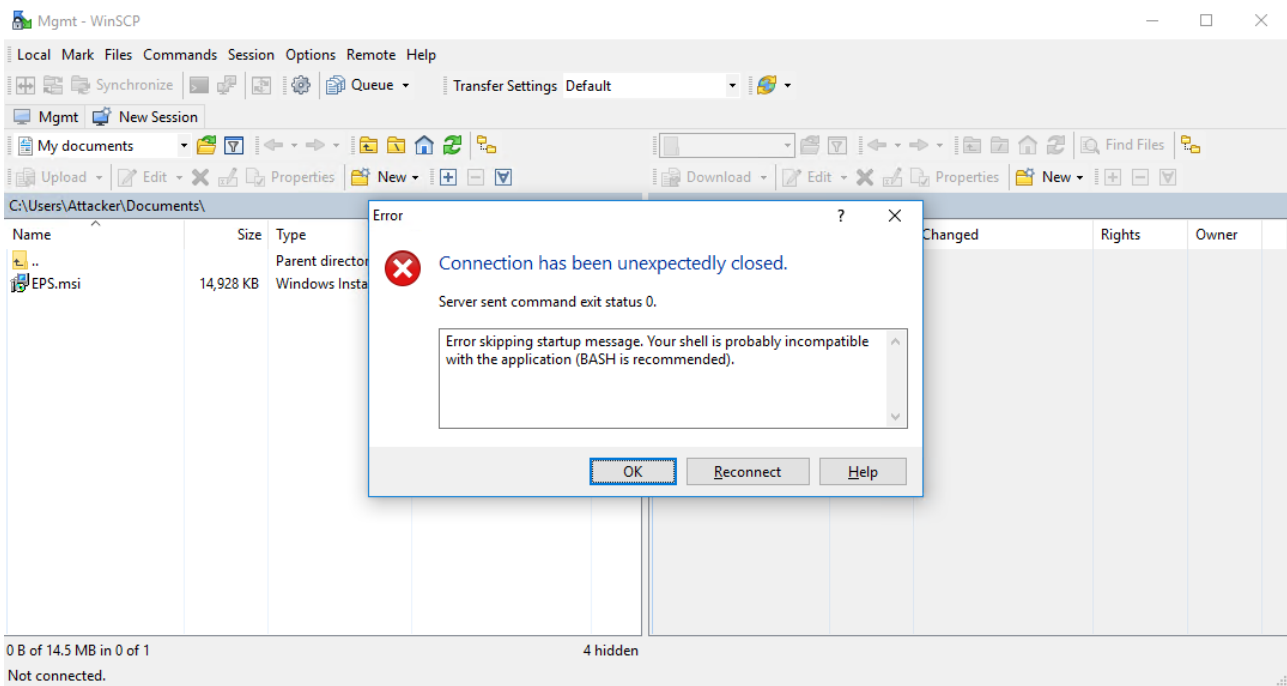 Mgmt - WinSCP
Local Mark Files Commands Session Options Remote Help
Synchronize Queue Transfer Settings Default
Mgmt New Session
My documents Find Files
Upload Edit Properties New Download Edit Properties New
C:\Users\Attacker\Documents\
Name Size Type Changed Rights Owner
.. Parent director
EPS.msi 14,928 KB Windows Insta
Error ?
Connection has been unexpectedly closed.
Server sent command exit status 0.
Error skipping startup message. Your shell is probably incompatible
with the application (BASH is recommended).
OK Reconnect Help
0 B of 14.5 MB in 0 of 1 4 hidden
Not connected.